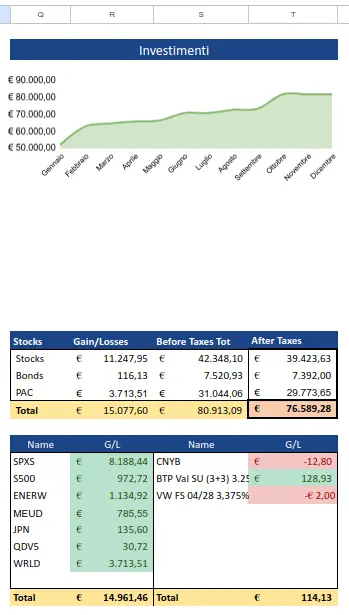 Q R S T
Investimenti
€ 90.000,00
€ 80.000,00
€ 70.000,00
€ 60.000,00
€ 50.000,00
Gennaio Febbraio Marzo Aprile Maggio Giugno Luglio Agosto Settembre Ottobre Novembre Dicembre
Stocks Gain/Losses Before Taxes Tot After Taxes
Stocks € 11.247,95 € 42.348,10 € 39.423,63
Bonds € 116,13 € 7.520,93 € 7.392,00
PAC € 3.713,51 € 31.044,06 € 29.773,65
Total € 15.077,60 € 80.913,09 € 76.589,28
Name G/L Name G/L
SPXS € 8.188,44 CNYB € -12,80
S500 € 972,72 BTP Val SU (3+3) 3.25 € 128,93
ENERW € 1.134,92 VW FS 04/28 3,375% -€ 2,00
MEUD € 785,55
JPN € 135,60
QDV5 € 30,72
WRLD € 3.713,51
Total € 14.961,46 Total € 114,13